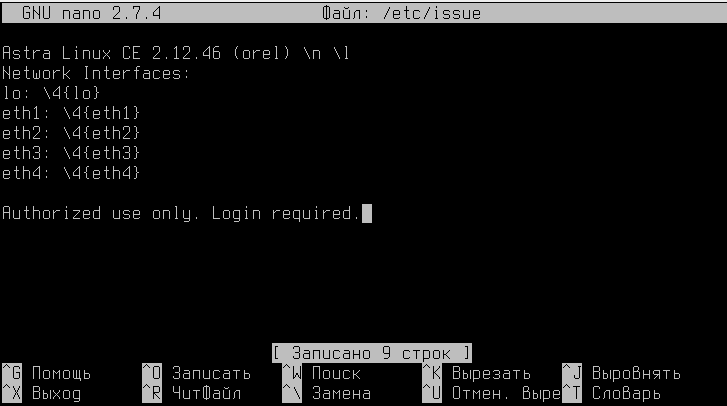 GNU nano 2.7.4 Файл: /etc/issue
Astra Linux CE 2.12.46 (orel) \n \l
Network Interfaces:
lo: \4{lo}
eth1: \4{eth1}
eth2: \4{eth2}
eth3: \4{eth3}
eth4: \4{eth4}
Authorized use only. Login required.
[ Записано 9 строк ]
^G Помощь ^O Записать ^W Поиск ^K Вырезать ^J Выровнять
^X Выход ^R ЧитФайл ^\ Замена ^U Отмен. Выре ^T Словарь